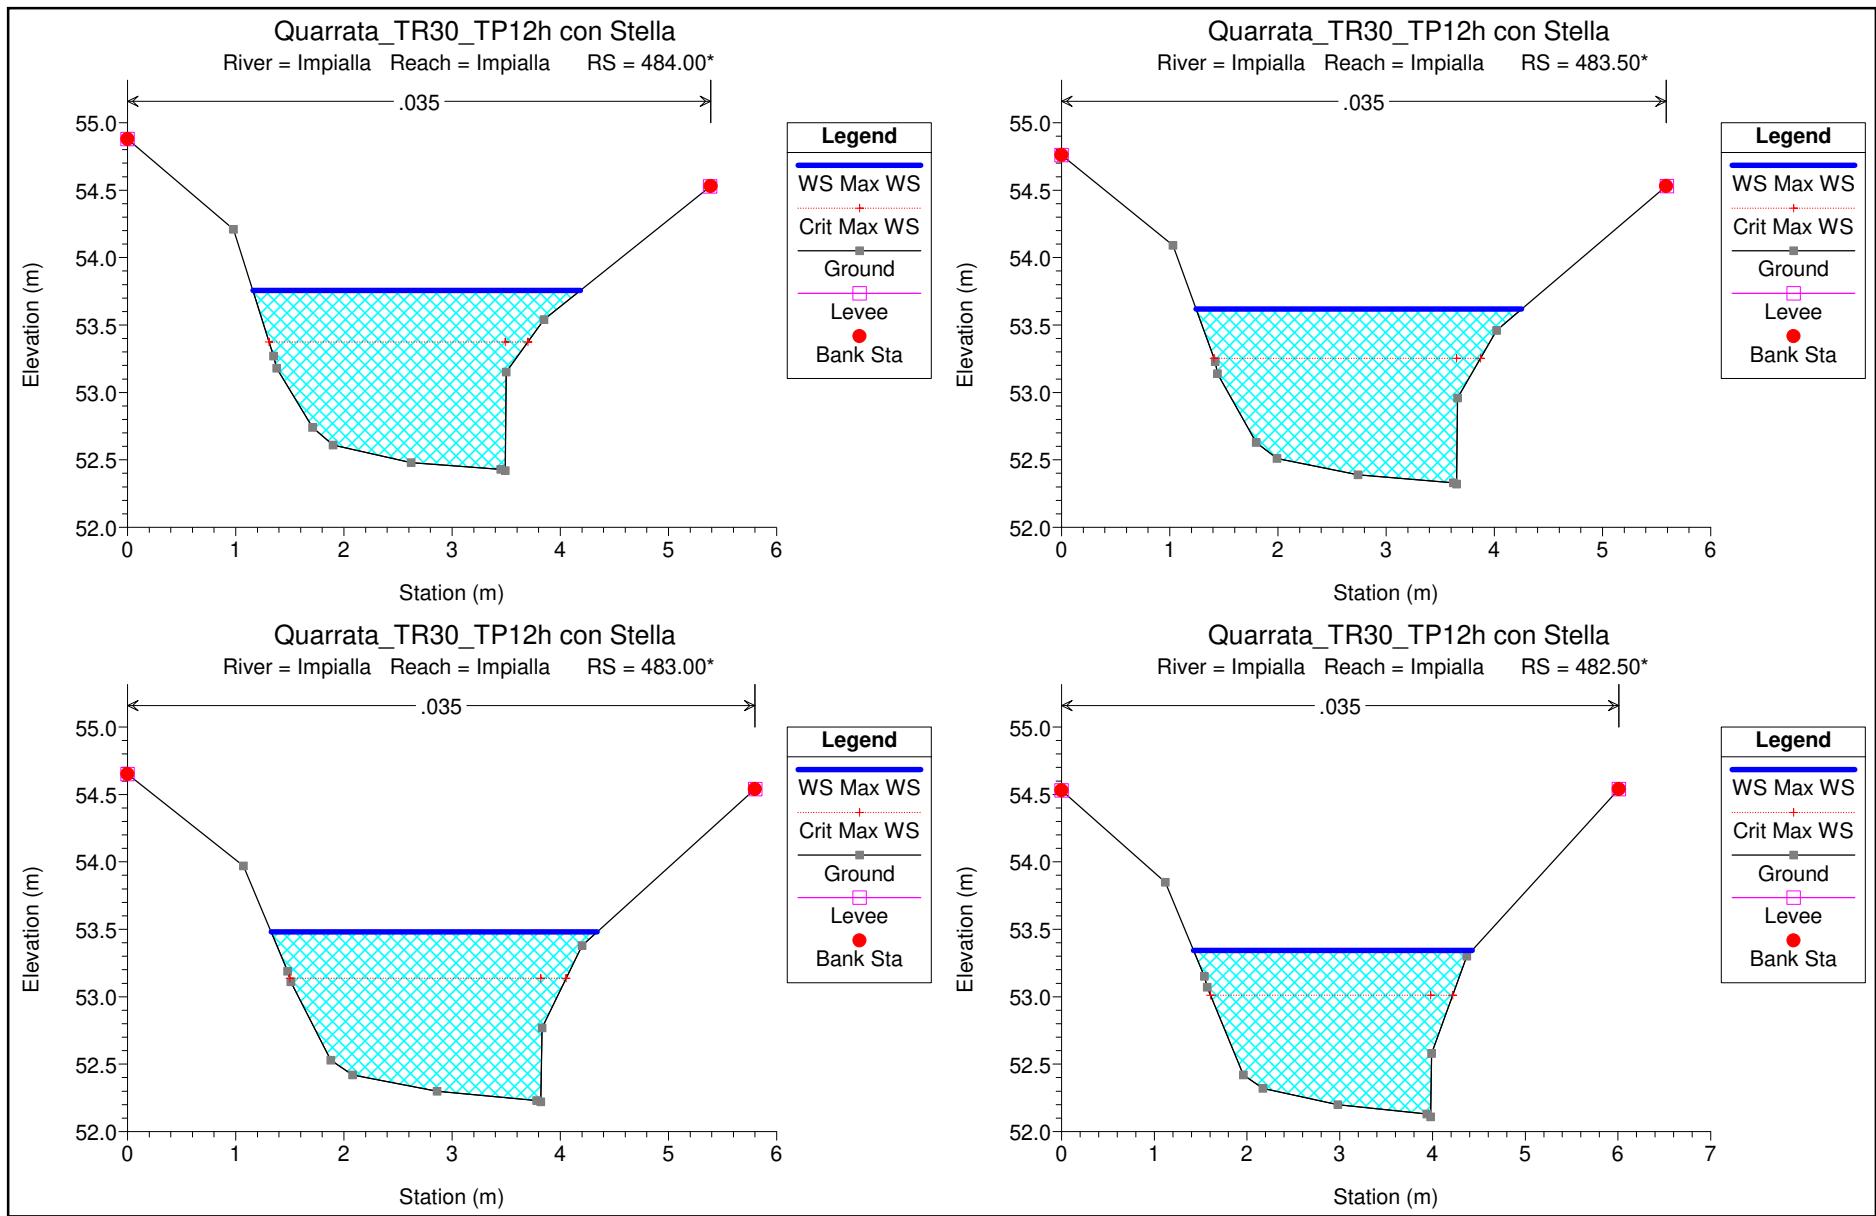 Quarrata_TR30_TP12h con Stella
River = Impialla Reach = Impialla RS = 484.00*
.035
55.0
54.5
54.0
53.5
53.0
52.5
52.0
0 1 2 3 4 5 6
Elevation (m)
Station (m)
Legend
WS Max WS
Crit Max WS
Ground
Levee
Bank Sta
Quarrata_TR30_TP12h con Stella
River = Impialla Reach = Impialla RS = 483.50*
.035
55.0
54.5
54.0
53.5
53.0
52.5
52.0
0 1 2 3 4 5 6
Elevation (m)
Station (m)
Legend
WS Max WS
Crit Max WS
Ground
Levee
Bank Sta
Quarrata_TR30_TP12h con Stella
River = Impialla Reach = Impialla RS = 483.00*
.035
55.0
54.5
54.0
53.5
53.0
52.5
52.0
0 1 2 3 4 5 6
Elevation (m)
Station (m)
Legend
WS Max WS
Crit Max WS
Ground
Levee
Bank Sta
Quarrata_TR30_TP12h con Stella
River = Impialla Reach = Impialla RS = 482.50*
.035
55.0
54.5
54.0
53.5
53.0
52.5
52.0
0 1 2 3 4 5 6 7
Elevation (m)
Station (m)
Legend
WS Max WS
Crit Max WS
Ground
Levee
Bank Sta